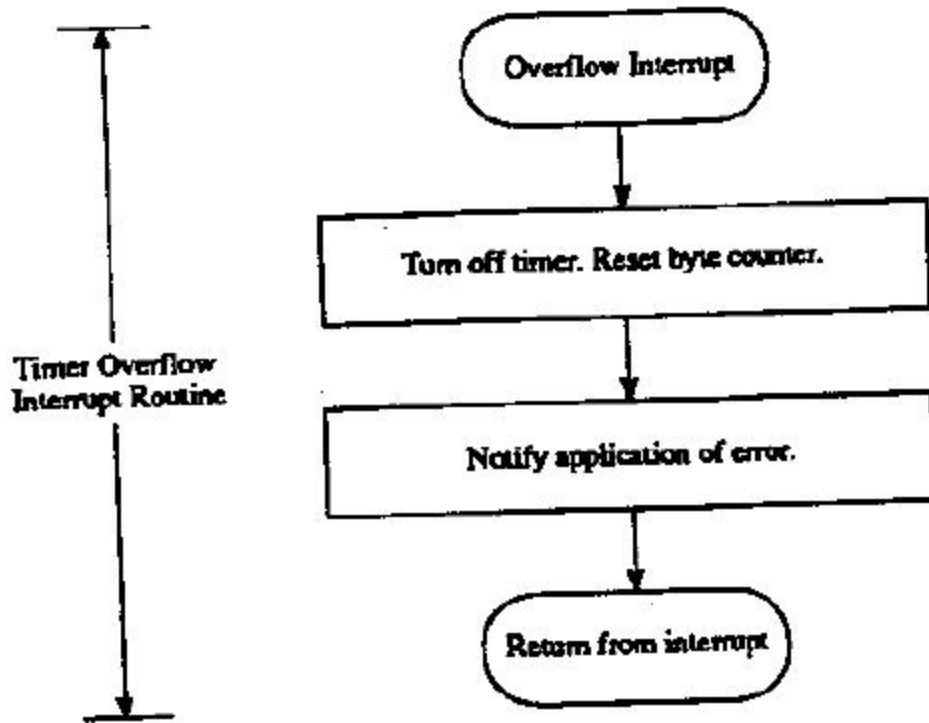 Overflow Interrupt
Turn off timer. Reset byte counter.
Timer Overflow
Interrupt Routine
Notify application of error.
Return from interrupt